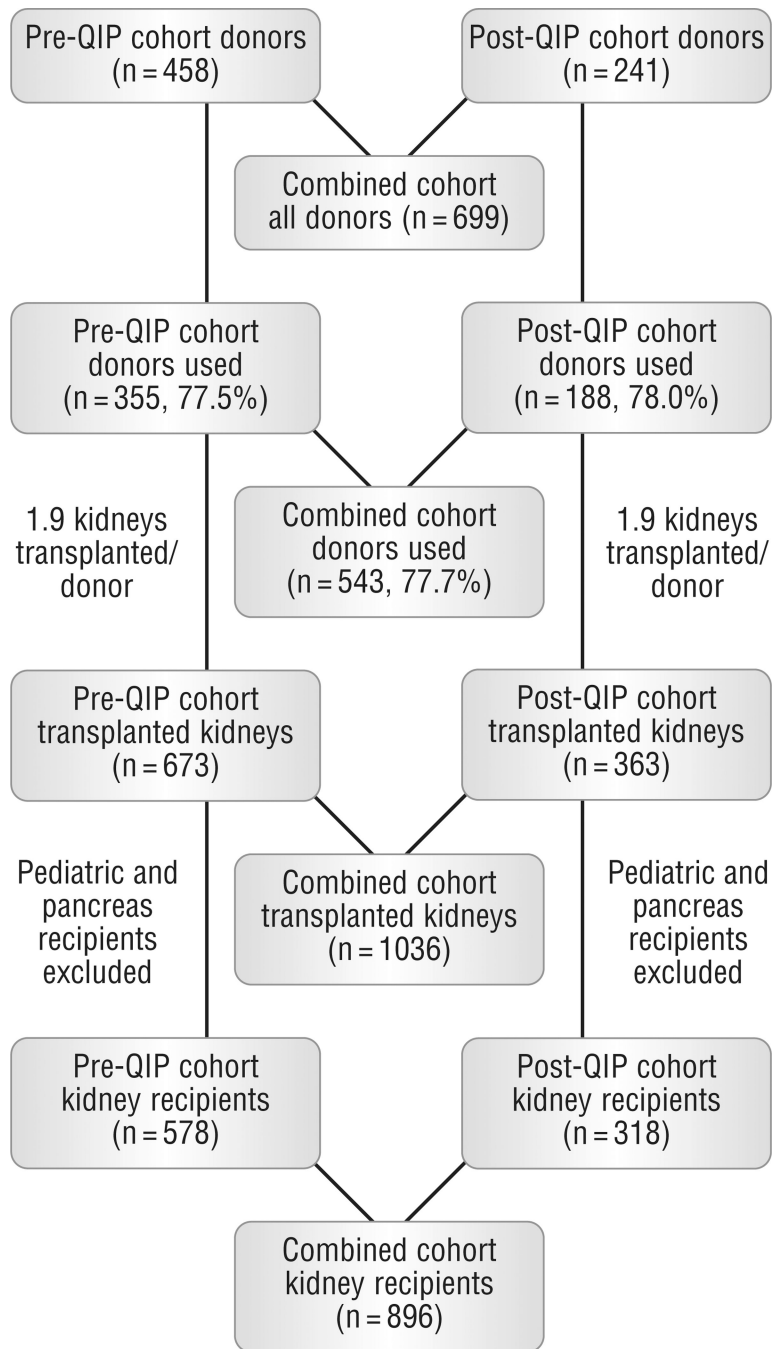 Pre-QIP cohort donors
(n = 458)
Post-QIP cohort donors
(n = 241)
Combined cohort
all donors (n = 699)
Pre-QIP cohort
donors used
(n = 355, 77.5%)
Post-QIP cohort
donors used
(n = 188, 78.0%)
1.9 kidneys
transplanted/
donor
Combined cohort
donors used
(n = 543, 77.7%)
1.9 kidneys
transplanted/
donor
Pre-QIP cohort
transplanted kidneys
(n = 673)
Post-QIP cohort
transplanted kidneys
(n = 363)
Pediatric and
pancreas
recipients
excluded
Combined cohort
transplanted kidneys
(n = 1036)
Pediatric and
pancreas
recipients
excluded
Pre-QIP cohort
kidney recipients
(n = 578)
Post-QIP cohort
kidney recipients
(n = 318)
Combined cohort
kidney recipients
(n = 896)